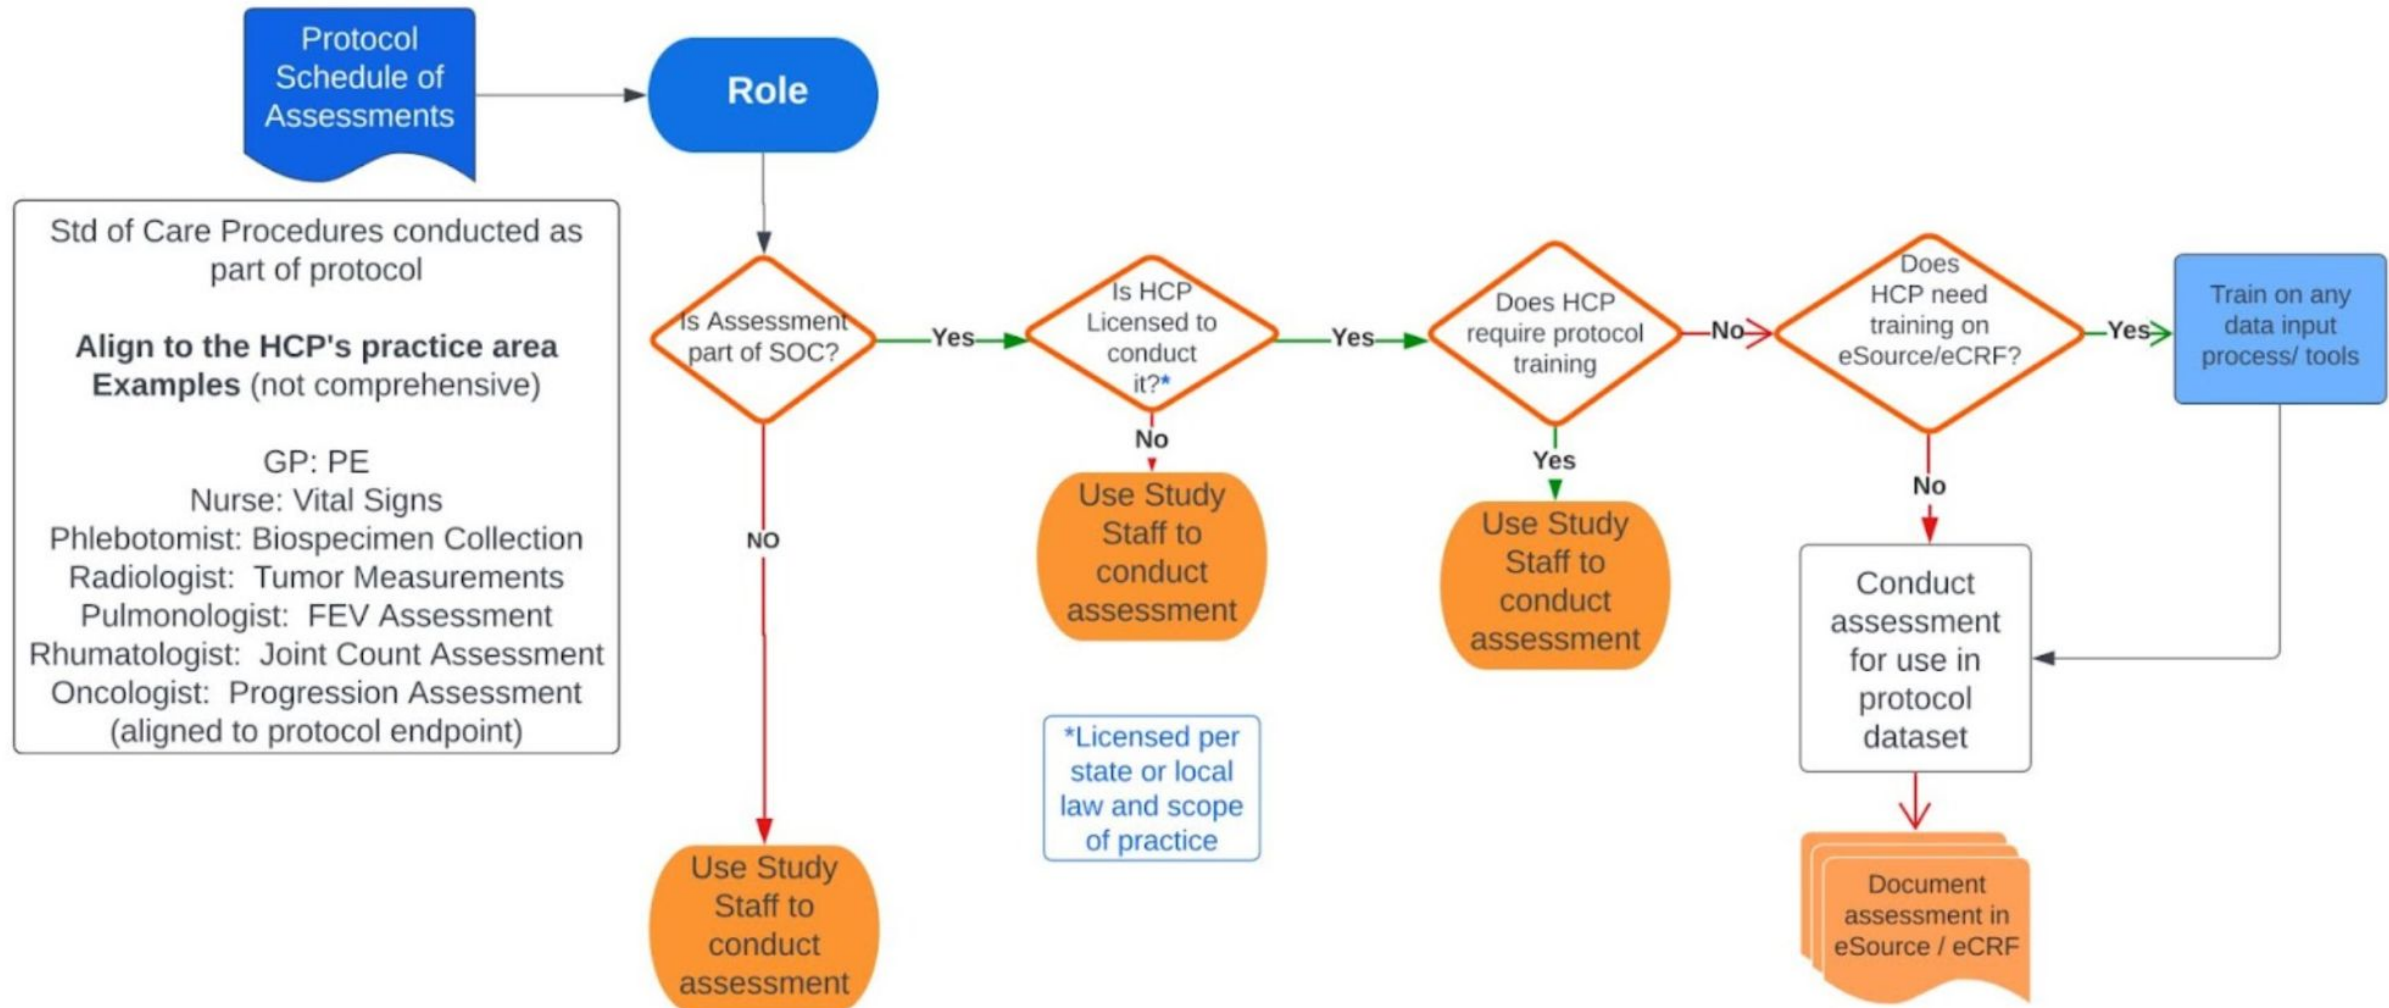 Protocol
Schedule of
Assessments
Role
Std of Care Procedures conducted as
part of protocol
Align to the HCP's practice area
Examples (not comprehensive)
GP: PE
Nurse: Vital Signs
Phlebotomist: Biospecimen Collection
Radiologist: Tumor Measurements
Pulmonologist: FEV Assessment
Rhumatologist: Joint Count Assessment
Oncologist: Progression Assessment
(aligned to protocol endpoint)
Is Assessment
part of SOC?
Yes
NO
Use Study
Staff to
conduct
assessment
Is HCP
Licensed to
conduct
it?*
Yes
No
Use Study
Staff to
conduct
assessment
*Licensed per
state or local
law and scope
of practice
Does HCP
require protocol
training
No
Yes
Use Study
Staff to
conduct
assessment
Does
HCP need
training on
eSource/eCRF?
Yes
No
Train on any
data input
process/ tools
Conduct
assessment
for use in
protocol
dataset
Document
assessment in
eSource / eCRF